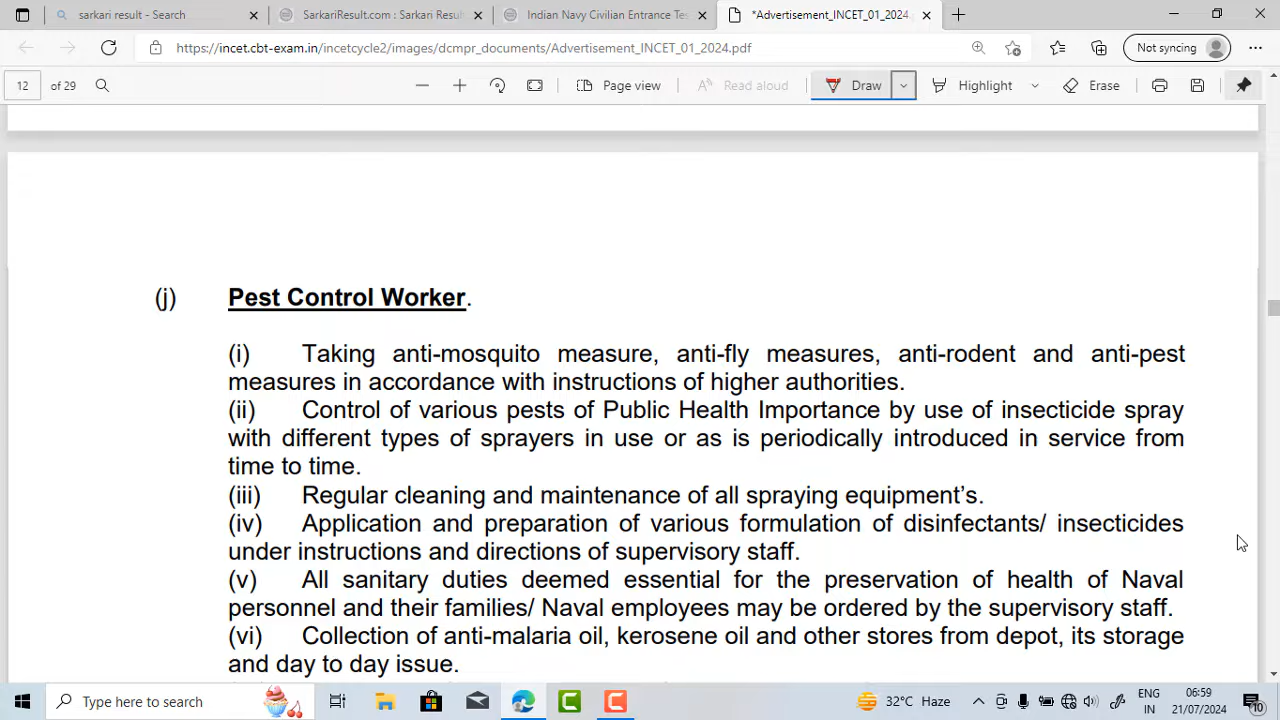 sarkari result - Search
SarkariResult.com : Sarkari Resul
Indian Navy Civilian Entrance Tes
*Advertisement_INCET_01_2024.
https://incet.cbt-exam.in/incetcycle2/images/dcmpr_documents/Advertisement_INCET_01_2024.pdf
Not syncing
12 of 29
Page view
Read aloud
Draw
Highlight
Erase
(j) Pest Control Worker.
(i) Taking anti-mosquito measure, anti-fly measures, anti-rodent and anti-pest
measures in accordance with instructions of higher authorities.
(ii) Control of various pests of Public Health Importance by use of insecticide spray
with different types of sprayers in use or as is periodically introduced in service from
time to time.
(iii) Regular cleaning and maintenance of all spraying equipment's.
(iv) Application and preparation of various formulation of disinfectants/ insecticides
under instructions and directions of supervisory staff.
(v) All sanitary duties deemed essential for the preservation of health of Naval
personnel and their families/ Naval employees may be ordered by the supervisory staff.
(vi) Collection of anti-malaria oil, kerosene oil and other stores from depot, its storage
and day to day issue.
Type here to search
32°C Haze
ENG
IN
06:59
21/07/2024
10